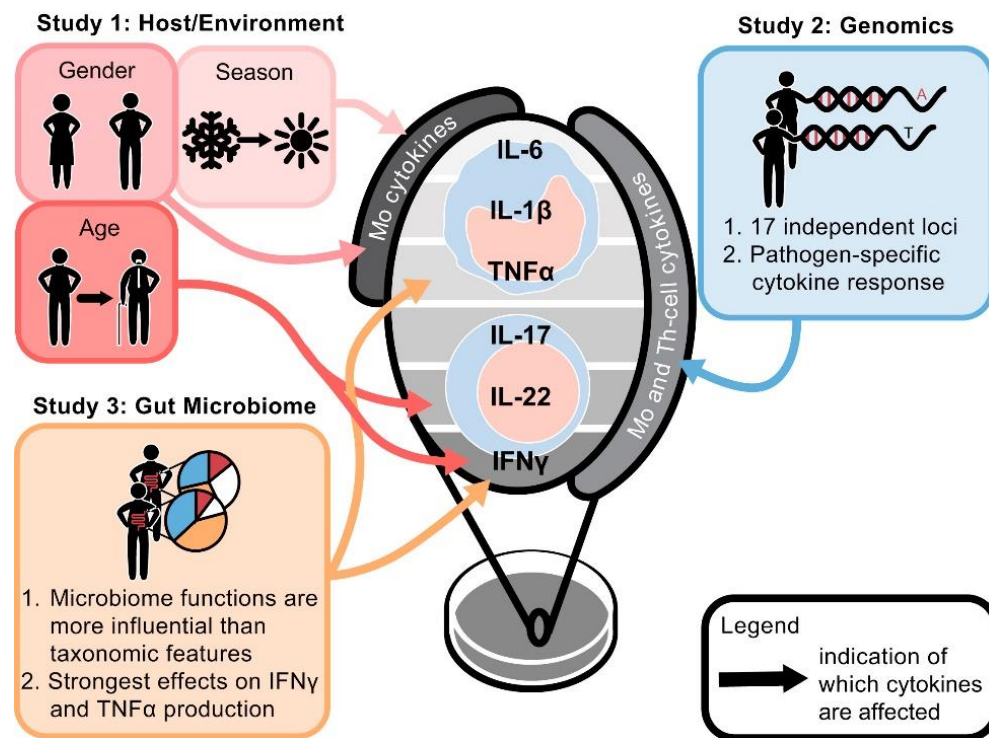 Study 1: Host/Environment
Gender
Season
Age
Study 2: Genomics
A
T
1. 17 independent loci
2. Pathogen-specific
cytokine response
Mo cytokines
IL-6
IL-1β
TNFα
IL-17
IL-22
IFNγ
Mo and Th-cell cytokines
Study 3: Gut Microbiome
1. Microbiome functions are
more influential than
taxonomic features
2. Strongest effects on IFNγ
and TNFα production
Legend
indication of
which cytokines
are affected